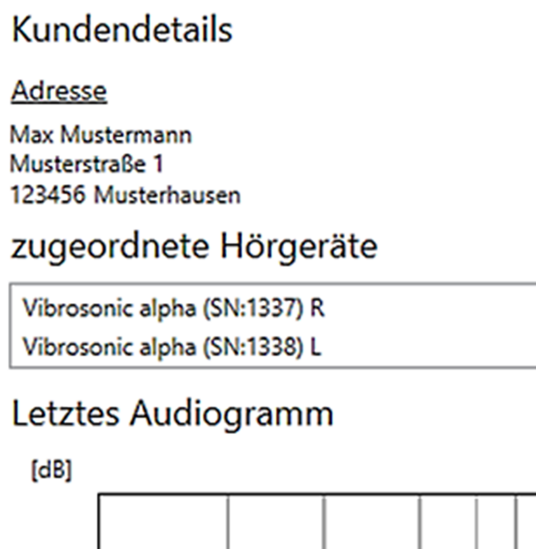 Kundendetails
Adresse
Max Mustermann
Musterstraße 1
123456 Musterhausen
zugeordnete Hörgeräte
Vibrosonic alpha (SN:1337) R
Vibrosonic alpha (SN:1338) L
Letztes Audiogramm
[dB]